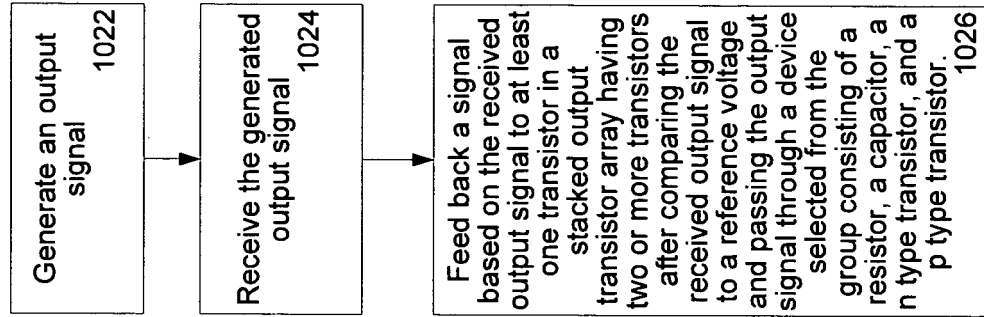 Generate an output
signal
1022
Receive the generated
output signal
1024
Feed back a signal
based on the received
output signal to at least
one transistor in a
stacked output
transistor array having
two or more transistors
after comparing the
received output signal
to a reference voltage
and passing the output
signal through a device
selected from the
group consisting of a
resistor, a capacitor, a
n type transistor, and a
p type transistor.
1026